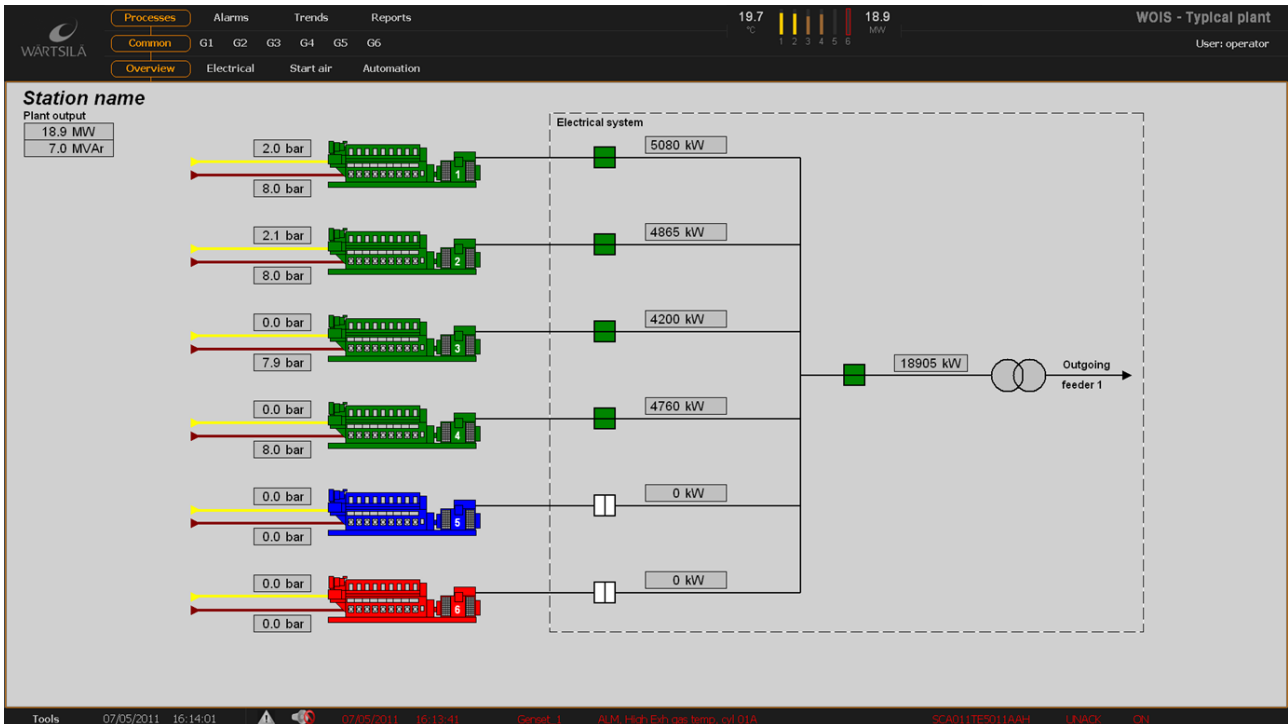 Processes Alarms Trends Reports 19.7 18.9 WOIS - Typical plant
°C MW
WÄRTSILÄ
Common G1 G2 G3 G4 G5 G6 1 2 3 4 5 6 User: operator
Overview Electrical Start air Automation
Station name
Plant output
18.9 MW
7.0 MVAr
Electrical system
2.0 bar 5080 kW
1
8.0 bar
2.1 bar 4865 kW
2
8.0 bar
0.0 bar 4200 kW
3
7.9 bar
18905 kW Outgoing
feeder 1
0.0 bar 4760 kW
4
8.0 bar
0.0 bar 0 kW
5
0.0 bar
0.0 bar 0 kW
6
0.0 bar
Tools 07/05/2011 16:14:01 07/05/2011 16:13:41 Genset 1 ALM, High Exh gas temp, cyl 01A SCA011TE5011AAH UNACK ON